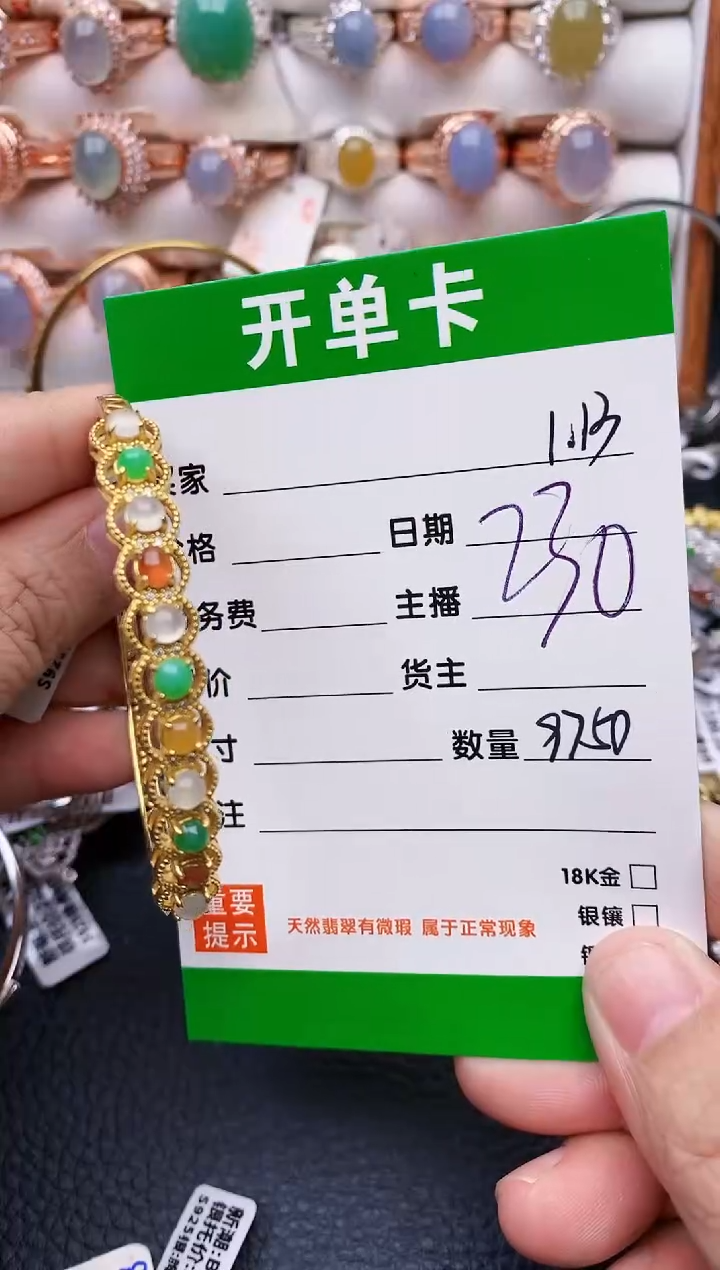 开单卡
1.13
家
格 日期 230
务费 主播
价 货主
寸 数量
注
18K金
银镶
重要
提示
天然翡翠有微瑕 属于正常现象